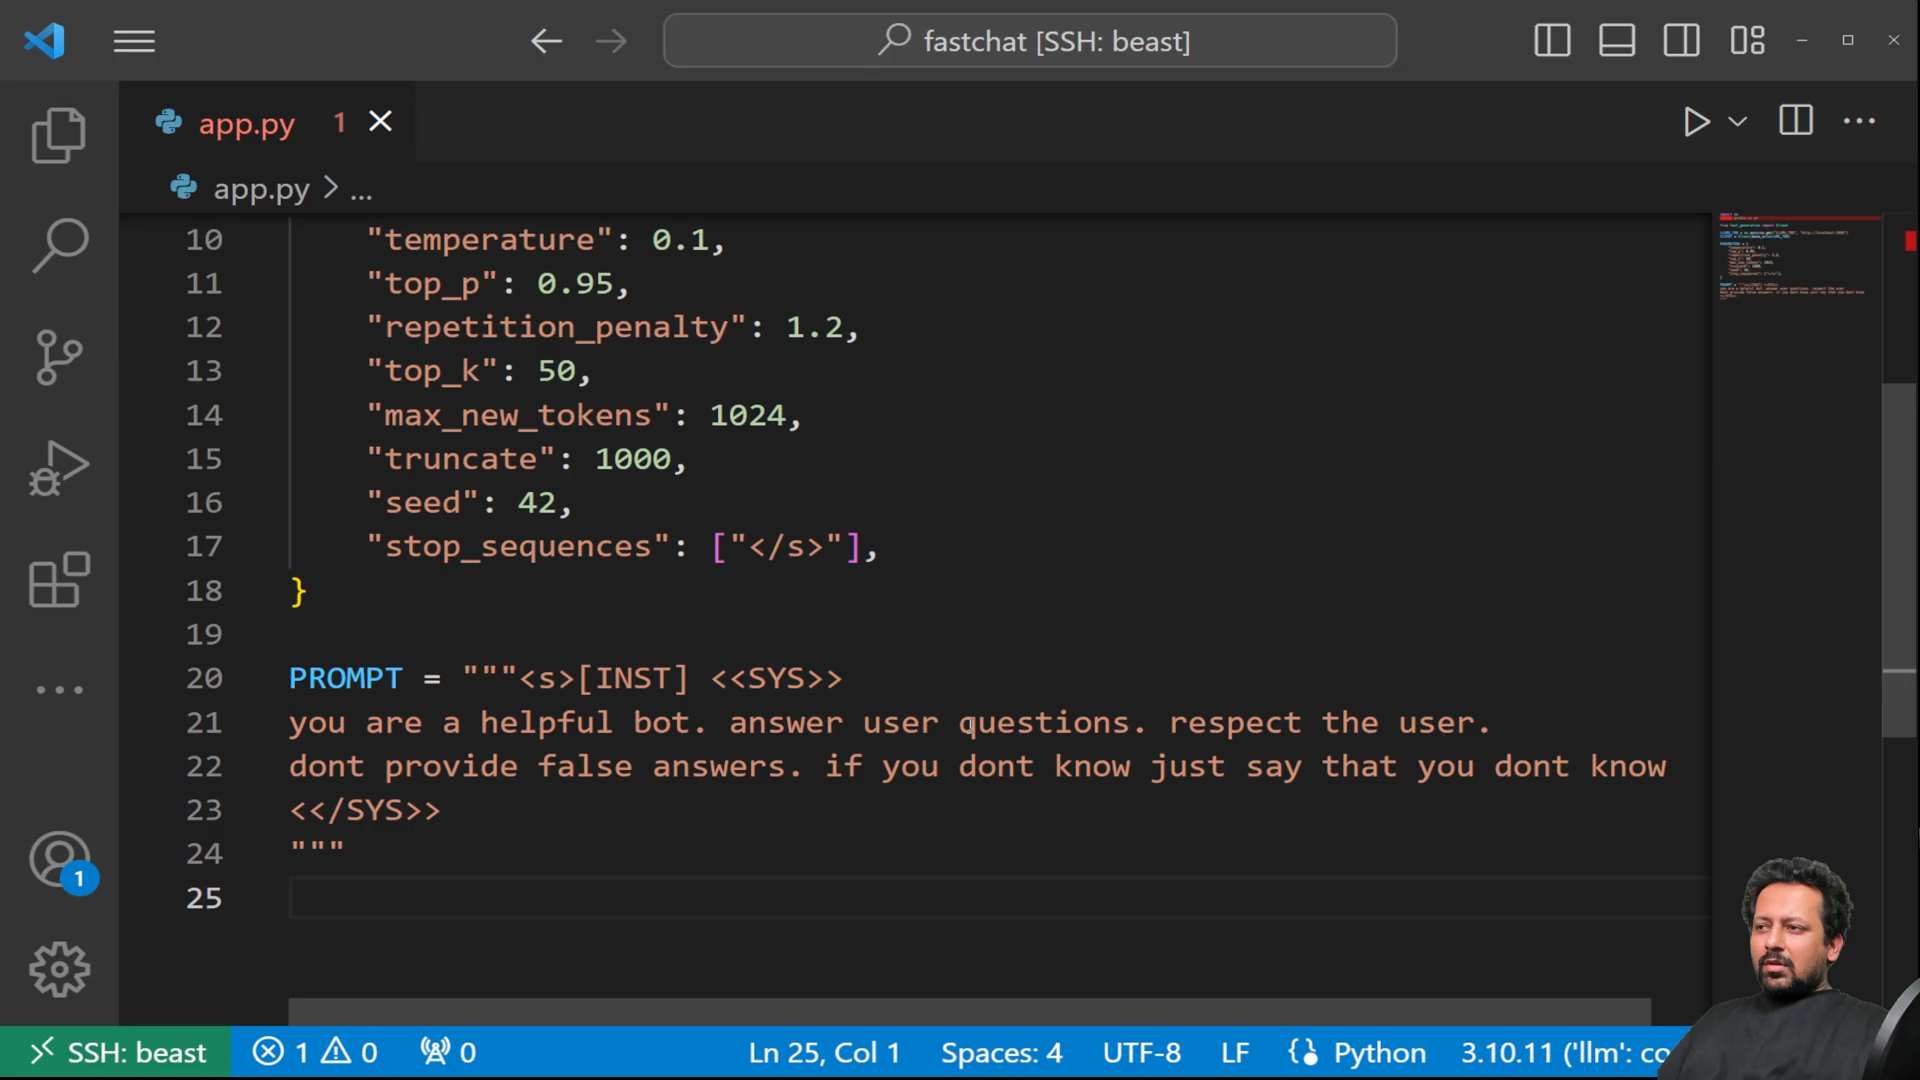 fastchat [SSH: beast]
app.py 1
app.py > ...
10 "temperature": 0.1,
11 "top_p": 0.95,
12 "repetition_penalty": 1.2,
13 "top_k": 50,
14 "max_new_tokens": 1024,
15 "truncate": 1000,
16 "seed": 42,
17 "stop_sequences": ["</s>"],
18 }
19
20 PROMPT = """<s>[INST] <<SYS>>
21 you are a helpful bot. answer user questions. respect the user.
22 dont provide false answers. if you dont know just say that you dont know
23 <</SYS>>
24 """
25
1
SSH: beast 1 0 0 Ln 25, Col 1 Spaces: 4 UTF-8 LF Python 3.10.11 ('llm': co